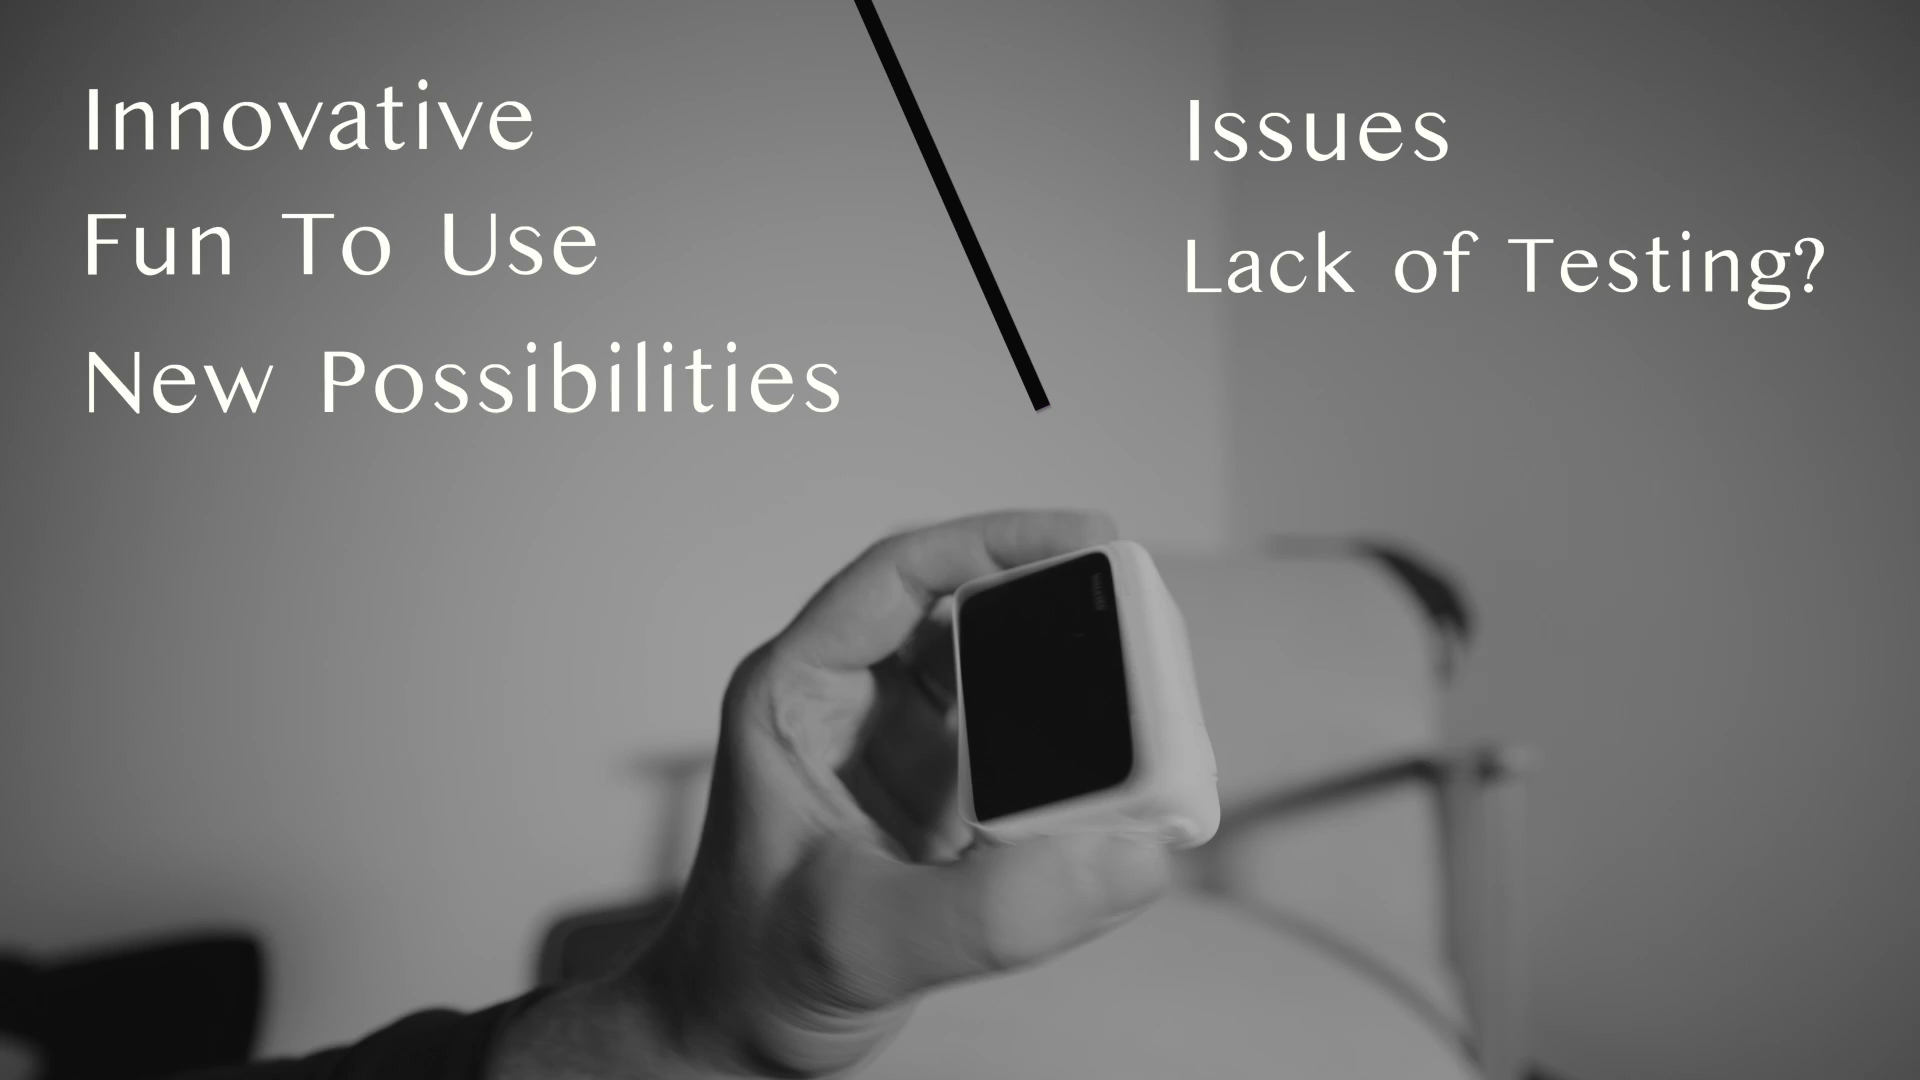 Innovative
Fun To Use
New Possibilities
Issues
Lack of Testing?